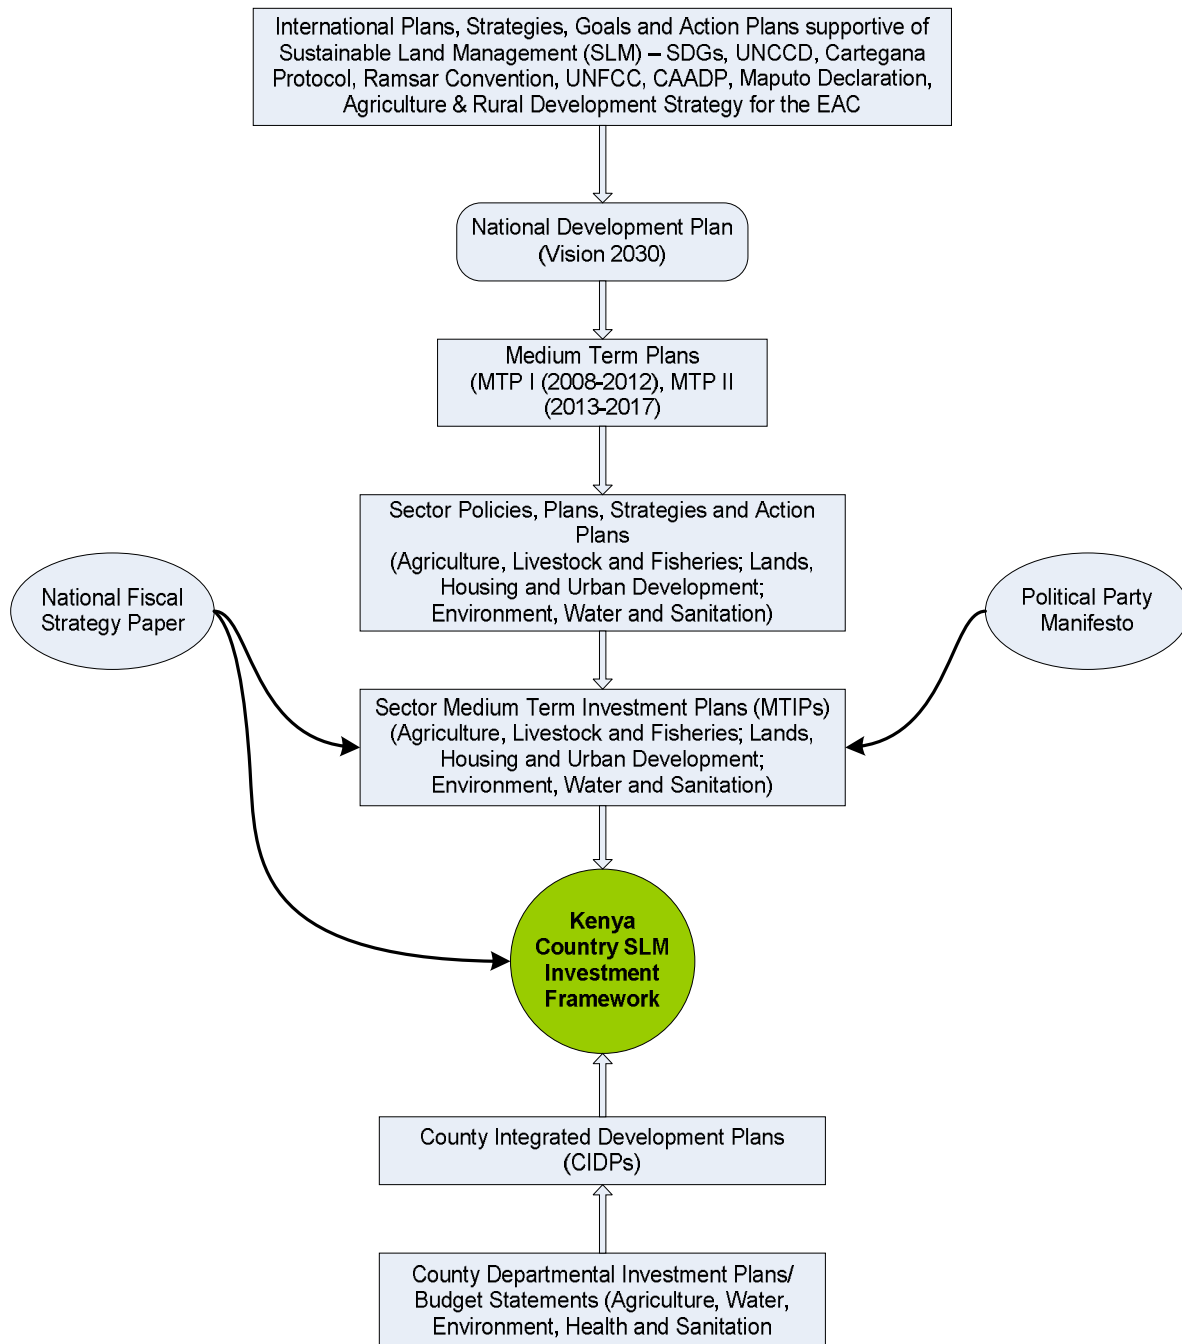 International Plans, Strategies, Goals and Action Plans supportive of
Sustainable Land Management (SLM) – SDGs, UNCCD, Cartegana
Protocol, Ramsar Convention, UNFCC, CAADP, Maputo Declaration,
Agriculture & Rural Development Strategy for the EAC
National Development Plan
(Vision 2030)
Medium Term Plans
(MTP I (2008-2012), MTP II
(2013-2017)
Sector Policies, Plans, Strategies and Action
Plans
(Agriculture, Livestock and Fisheries; Lands,
Housing and Urban Development;
Environment, Water and Sanitation)
National Fiscal
Strategy Paper
Political Party
Manifesto
Sector Medium Term Investment Plans (MTIPs)
(Agriculture, Livestock and Fisheries; Lands,
Housing and Urban Development;
Environment, Water and Sanitation)
Kenya
Country SLM
Investment
Framework
County Integrated Development Plans
(CIDPs)
County Departmental Investment Plans/
Budget Statements (Agriculture, Water,
Environment, Health and Sanitation